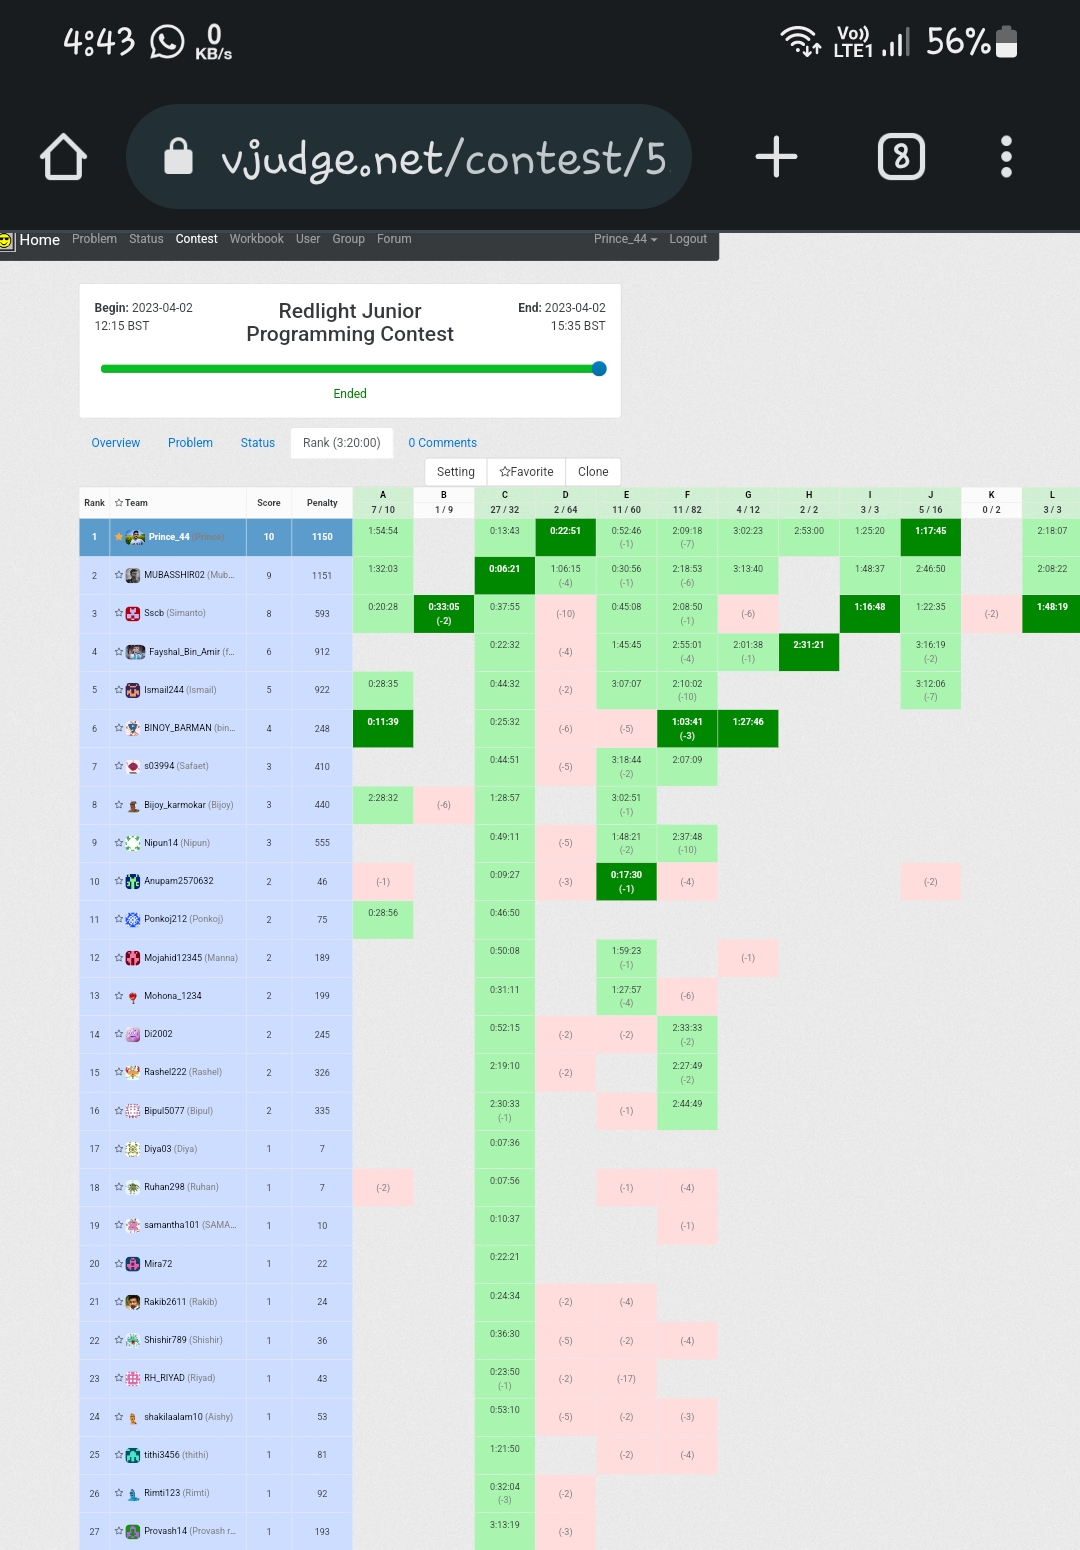 4:43 0 KB/s Vo)) LTE1 56%
vjudge.net/contest/5 8
Home Problem Status Contest Workbook User Group Forum Prince_44 Logout
Begin: 2023-04-02 12:15 BST
Redlight Junior Programming Contest
End: 2023-04-02 15:35 BST
Ended
Overview Problem Status Rank (3:20:00) 0 Comments
Setting Favorite Clone
Rank Team Score Penalty A 7 / 10 B 1 / 9 C 27 / 32 D 2 / 64 E 11 / 60 F 11 / 82 G 4 / 12 H 2 / 2 I 3 / 3 J 5 / 16 K 0 / 2 L 3 / 3
1 Prince_44 (Prince) 10 1150 1:54:54 0:13:43 0:22:51 0:52:46 (-1) 2:09:18 (-7) 3:02:23 2:53:00 1:25:20 1:17:45 2:18:07
2 MUBASSHIR02 (Mub... 9 1151 1:32:03 0:06:21 1:06:15 (-4) 0:30:56 (-1) 2:18:53 (-6) 3:13:40 1:48:37 2:46:50 2:08:22
3 Sscb (Simanto) 8 593 0:20:28 0:33:05 (-2) 0:37:55 (-10) 0:45:08 2:08:50 (-1) (-6) 1:16:48 1:22:35 (-2) 1:48:19
4 Fayshal_Bin_Amir (f... 6 912 0:22:32 (-4) 1:45:45 2:55:01 (-4) 2:01:38 (-1) 2:31:21 3:16:19 (-2)
5 Ismail244 (Ismail) 5 922 0:28:35 0:44:32 (-2) 3:07:07 2:10:02 (-10) 3:12:06 (-7)
6 BINOY_BARMAN (bin... 4 248 0:11:39 0:25:32 (-6) (-5) 1:03:41 (-3) 1:27:46
7 s03994 (Safaet) 3 410 0:44:51 (-5) 3:18:44 (-2) 2:07:09
8 Bijoy_karmokar (Bijoy) 3 440 2:28:32 (-6) 1:28:57 3:02:51 (-1)
9 Nipun14 (Nipun) 3 555 0:49:11 (-5) 1:48:21 (-2) 2:37:48 (-10)
10 Anupam2570632 2 46 (-1) 0:09:27 (-3) 0:17:30 (-1) (-4) (-2)
11 Ponkoj212 (Ponkoj) 2 75 0:28:56 0:46:50
12 Mojahid12345 (Manna) 2 189 0:50:08 1:59:23 (-1) (-1)
13 Mohona_1234 2 199 0:31:11 1:27:57 (-4) (-6)
14 Di2002 2 245 0:52:15 (-2) (-2) 2:33:33 (-2)
15 Rashel222 (Rashel) 2 326 2:19:10 (-2) 2:27:49 (-2)
16 Bipul5077 (Bipul) 2 335 2:30:33 (-1) (-1) 2:44:49
17 Diya03 (Diya) 1 7 0:07:36
18 Ruhan298 (Ruhan) 1 7 (-2) 0:07:56 (-1) (-4)
19 samantha101 (SAMA... 1 10 0:10:37 (-1)
20 Mira72 1 22 0:22:21
21 Rakib2611 (Rakib) 1 24 0:24:34 (-2) (-4)
22 Shishir789 (Shishir) 1 36 0:36:30 (-5) (-2) (-4)
23 RH_RIYAD (Riyad) 1 43 0:23:50 (-1) (-2) (-17)
24 shakilaalam10 (Aishy) 1 53 0:53:10 (-5) (-2) (-3)
25 tithi3456 (thithi) 1 81 1:21:50 (-2) (-4)
26 Rimti123 (Rimti) 1 92 0:32:04 (-3) (-2)
27 Provash14 (Provash r... 1 193 3:13:19 (-3)